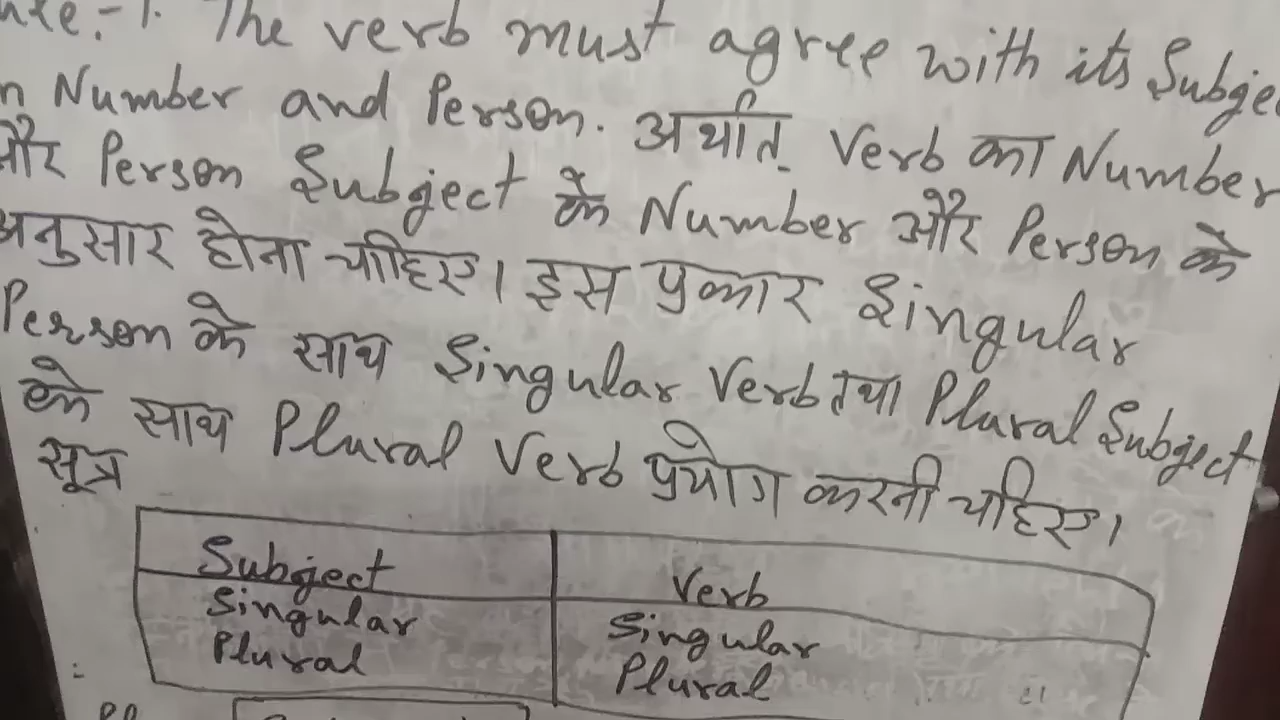 The verb must agree with its Subje
n Number and Person. अर्थात् Verb का Number
और Person Subject के Number और Person के
अनुसार होना चाहिए। इस प्रकार Singular
Person के साथ Singular Verb तथा Plural Subject
के साथ Plural Verb प्रयोग करनी चहिए।
सूत्र
Subject Verb
Singular Singular
Plural Plural